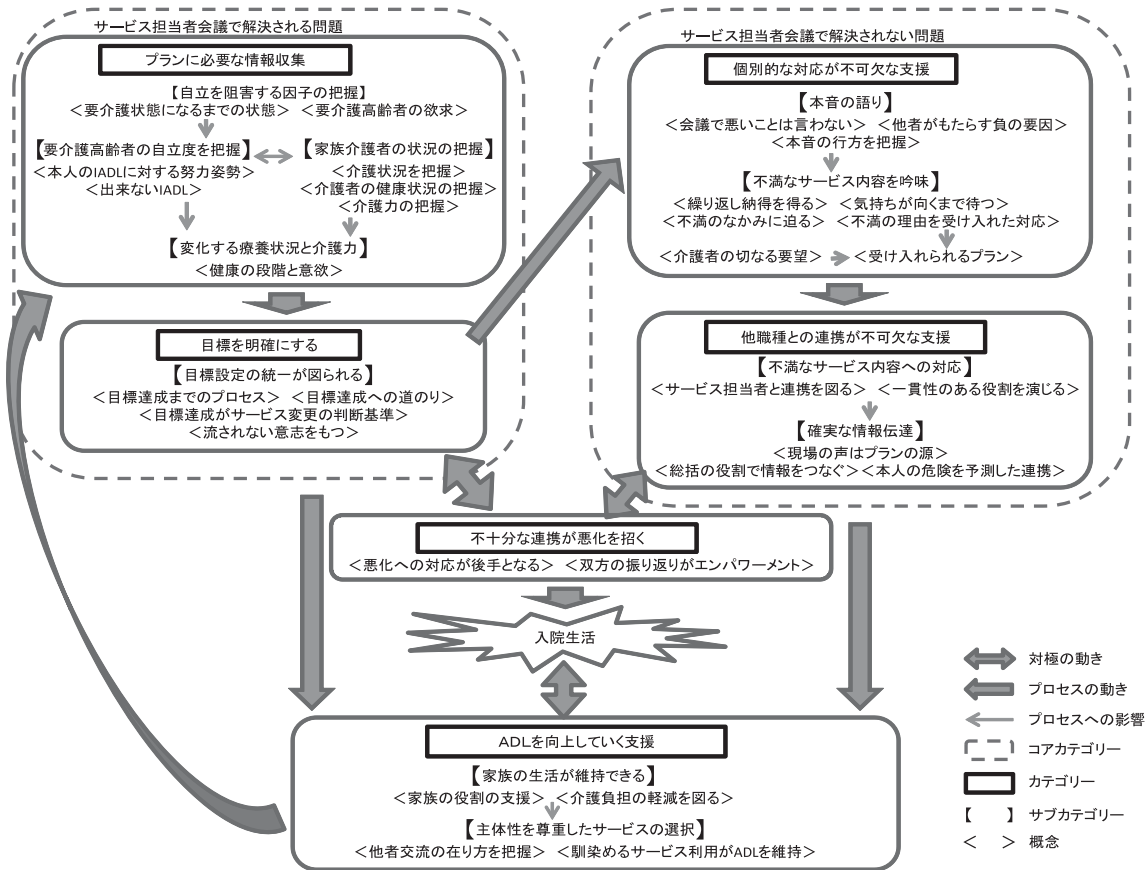 サービス担当者会議で解決される問題
プランに必要な情報収集
【自立を阻害する因子の把握】
<要介護状態になるまでの状態> <要介護高齢者の欲求>
【要介護高齢者の自立度を把握】
<本人のIADLに対する努力姿勢>
<出来ないIADL>
【家族介護者の状況の把握】
<介護状況を把握>
<介護者の健康状況の把握>
<介護力の把握>
【変化する療養状況と介護力】
<健康の段階と意欲>
目標を明確にする
【目標設定の統一が図られる】
<目標達成までのプロセス> <目標達成への道のり>
<目標達成がサービス変更の判断基準>
<流されない意志をもつ>
サービス担当者会議で解決されない問題
個別的な対応が不可欠な支援
【本音の語り】
<会議で悪いことは言わない> <他者がもたらす負の要因>
<本音の行方を把握>
【不満なサービス内容を吟味】
<繰り返し納得を得る> <気持ちが向くまで待つ>
<不満のなかみに迫る> <不満の理由を受け入れた対応>
<介護者の切なる要望> <受け入れられるプラン>
他職種との連携が不可欠な支援
【不満なサービス内容への対応】
<サービス担当者と連携を図る> <一貫性のある役割を演じる>
【確実な情報伝達】
<現場の声はプランの源>
<総括の役割で情報をつなぐ> <本人の危険を予測した連携>
不十分な連携が悪化を招く
<悪化への対応が後手となる> <双方の振り返りがエンパワーメント>
入院生活
ADLを向上していく支援
【家族の生活が維持できる】
<家族の役割の支援> <介護負担の軽減を図る>
【主体性を尊重したサービスの選択】
<他者交流の在り方を把握> <馴染めるサービス利用がADLを維持>
対極の動き
プロセスの動き
プロセスへの影響
コアカテゴリー
カテゴリー
【 】 サブカテゴリー
< > 概念